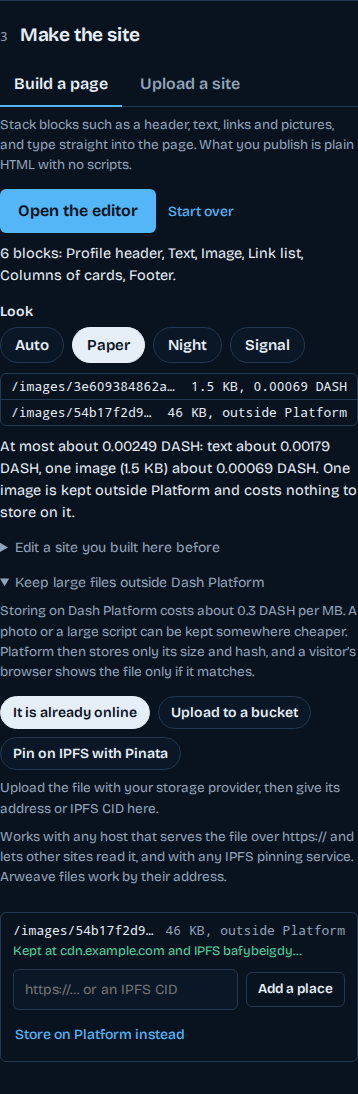 3 Make the site
Build a page Upload a site
Stack blocks such as a header, text, links and pictures,
and type straight into the page. What you publish is plain
HTML with no scripts.
Open the editor Start over
6 blocks: Profile header, Text, Image, Link list,
Columns of cards, Footer.
Look
Auto Paper Night Signal
/images/3e609384862a… 1.5 KB, 0.00069 DASH
/images/54b17f2d9… 46 KB, outside Platform
At most about 0.00249 DASH: text about 0.00179
DASH, one image (1.5 KB) about 0.00069 DASH. One
image is kept outside Platform and costs nothing to
store on it.
▶ Edit a site you built here before
▼ Keep large files outside Dash Platform
Storing on Dash Platform costs about 0.3 DASH per MB. A
photo or a large script can be kept somewhere cheaper.
Platform then stores only its size and hash, and a visitor's
browser shows the file only if it matches.
It is already online Upload to a bucket
Pin on IPFS with Pinata
Upload the file with your storage provider, then give its
address or IPFS CID here.
Works with any host that serves the file over https:// and
lets other sites read it, and with any IPFS pinning service.
Arweave files work by their address.
/images/54b17f2d9… 46 KB, outside Platform
Kept at cdn.example.com and IPFS bafybeigdy…
https://… or an IPFS CID Add a place
Store on Platform instead